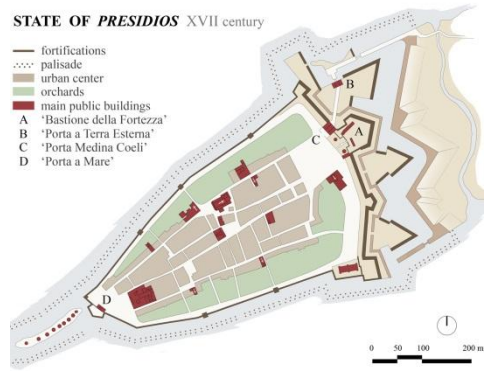 STATE OF PRESIDIOS XVII century
fortifications
palisade
urban center
orchards
main public buildings
A 'Bastione della Fortezza'
B 'Porta a Terra Esterna'
C 'Porta Medina Coeli'
D 'Porta a Mare'
B
A
C
D
0 50 100 200 m